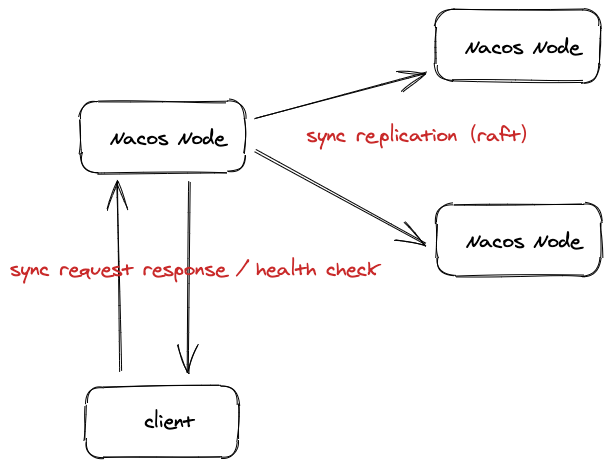 Nacos Node
Nacos Node
sync replication (raft)
Nacos Node
sync request response / health check
client